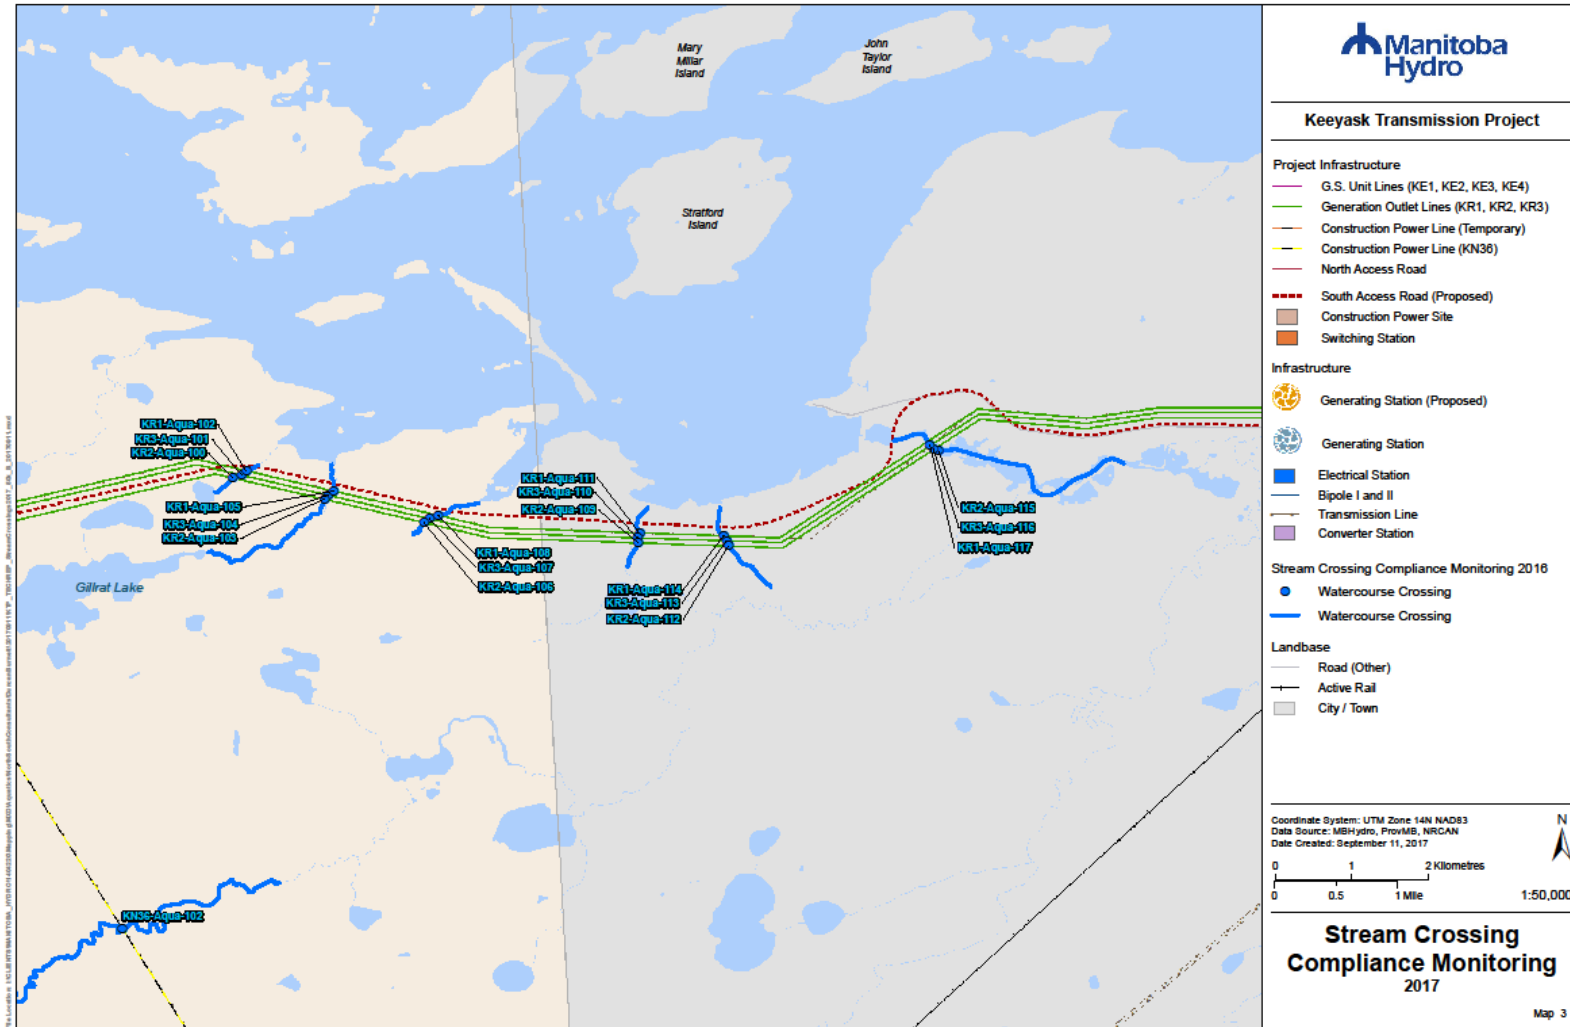 Mary
Millar
Island
John
Taylor
Island
Stratford
Island
KR1-Aqua-102
KR3-Aqua-101
KR2-Aqua-100
KR1-Aqua-105
KR3-Aqua-104
KR2-Aqua-103
KR1-Aqua-108
KR3-Aqua-107
KR2-Aqua-106
KR1-Aqua-111
KR3-Aqua-110
KR2-Aqua-109
KR1-Aqua-114
KR3-Aqua-113
KR2-Aqua-112
KR2-Aqua-115
KR3-Aqua-116
KR1-Aqua-117
Gillrat Lake
KN36-Aqua-102
Manitoba
Hydro
Keeyask Transmission Project
Project Infrastructure
G.S. Unit Lines (KE1, KE2, KE3, KE4)
Generation Outlet Lines (KR1, KR2, KR3)
Construction Power Line (Temporary)
Construction Power Line (KN36)
North Access Road
South Access Road (Proposed)
Construction Power Site
Switching Station
Infrastructure
Generating Station (Proposed)
Generating Station
Electrical Station
Bipole I and II
Transmission Line
Converter Station
Stream Crossing Compliance Monitoring 2016
Watercourse Crossing
Watercourse Crossing
Landbase
Road (Other)
Active Rail
City / Town
Coordinate System: UTM Zone 14N NAD83
Data Source: MBHydro, ProvMB, NRCAN
Date Created: September 11, 2017
N
0 1 2 Kilometres
0 0.5 1 Mile
1:50,000
Stream Crossing
Compliance Monitoring
2017
Map 3